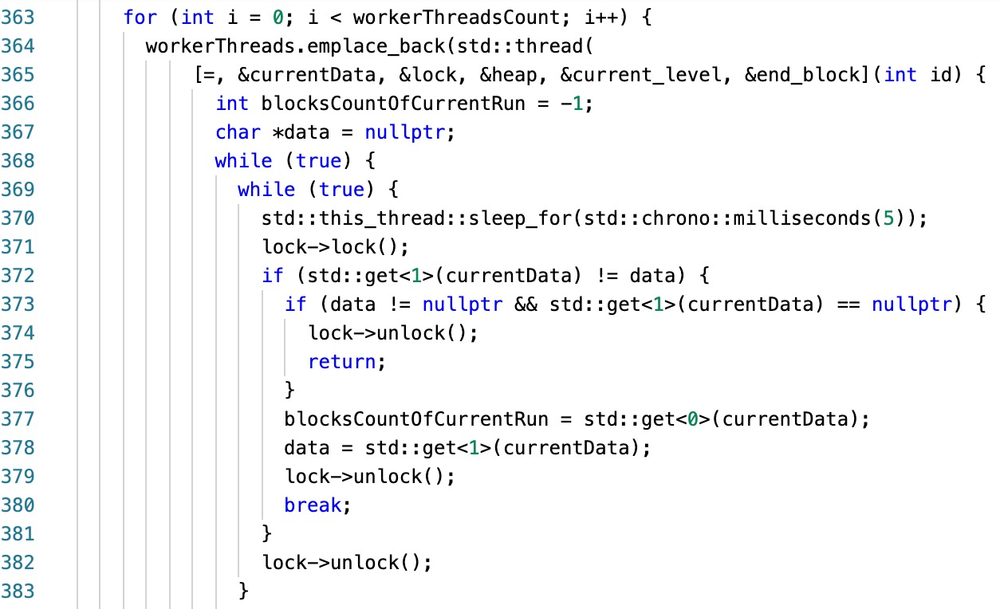 363 for (int i = 0; i < workerThreadsCount; i++) {
364 workerThreads.emplace_back(std::thread(
365 [=, &currentData, &lock, &heap, &current_level, &end_block](int id) {
366 int blocksCountOfCurrentRun = -1;
367 char *data = nullptr;
368 while (true) {
369 while (true) {
370 std::this_thread::sleep_for(std::chrono::milliseconds(5));
371 lock->lock();
372 if (std::get<1>(currentData) != data) {
373 if (data != nullptr && std::get<1>(currentData) == nullptr) {
374 lock->unlock();
375 return;
376 }
377 blocksCountOfCurrentRun = std::get<0>(currentData);
378 data = std::get<1>(currentData);
379 lock->unlock();
380 break;
381 }
382 lock->unlock();
383 }